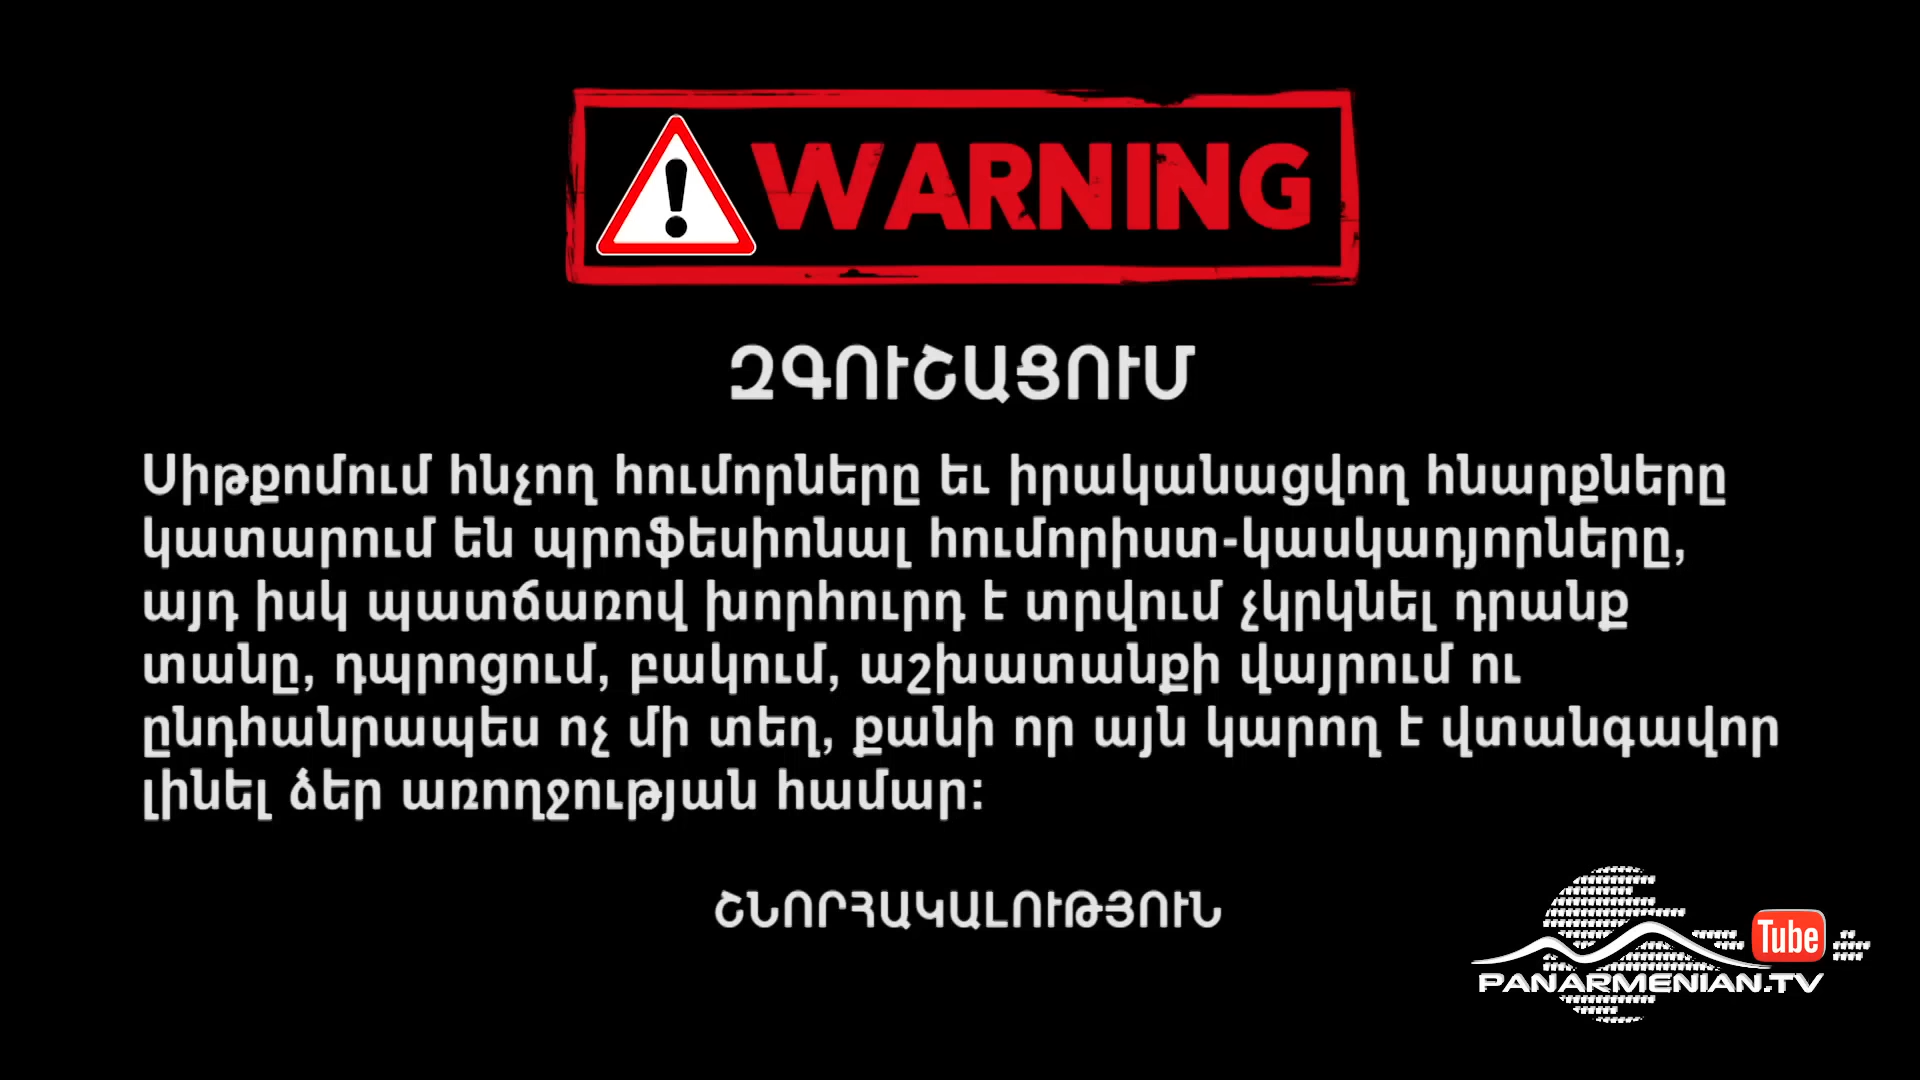 WARNING
ԶԳՈՒՇԱՑՈՒՄ
Սիթքոմում հնչող հումորները եւ իրականացվող հնարքները
կատարում են պրոֆեսիոնալ հումորիստ-կասկադյորները,
այդ իսկ պատճառով խորհուրդ է տրվում չկրկնել դրանք
տանը, դպրոցում, բակում, աշխատանքի վայրում ու
ընդհանրապես ոչ մի տեղ, քանի որ այն կարող է վտանգավոր
լինել ձեր առողջության համար:
ՇՆՈՐՀԱԿԱԼՈՒԹՅՈՒՆ
Tube
PANARMENIAN.TV